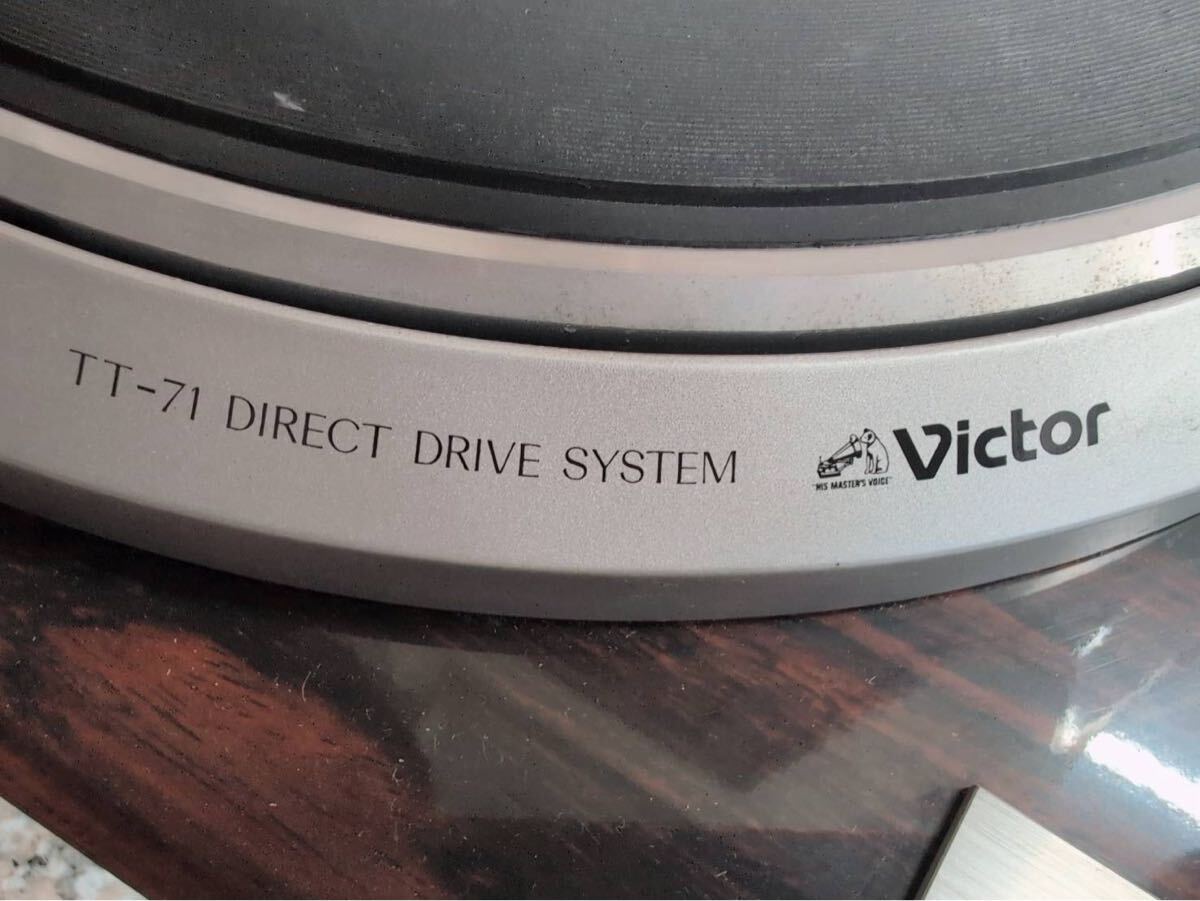 TT-71 DIRECT DRIVE SYSTEM
"HIS MASTER'S VOICE"
Victor